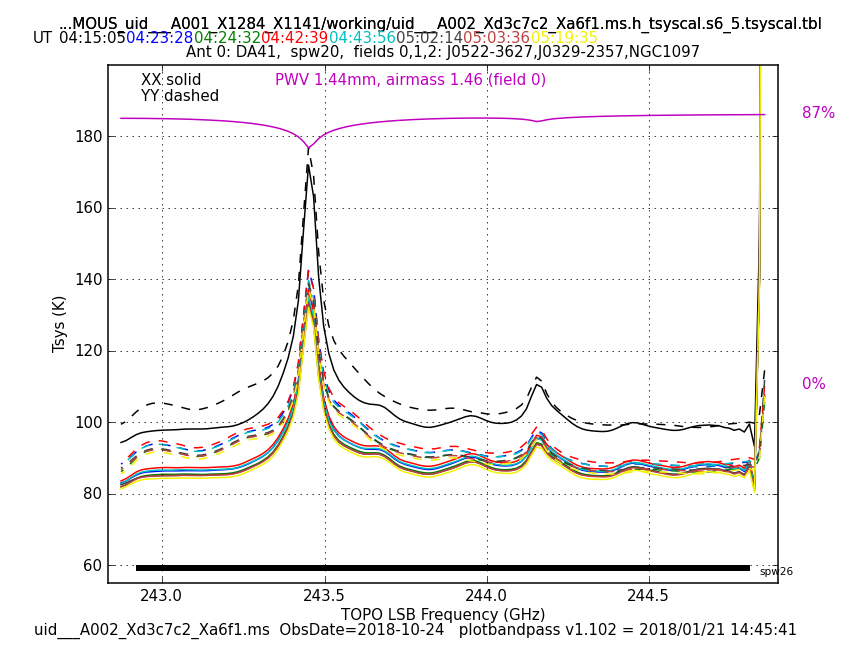 ...MOUS_uid___A001_X1284_X1141/working/uid___A002_Xd3c7c2_Xa6f1.ms.h_tsyscal.s6_5.tsyscal.tbl
UT 04:15:05 04:23:28 04:24:32 04:42:39 04:43:56 05:02:14 05:03:36 05:19:35
Ant 0: DA41,  spw20,  fields 0,1,2: J0522-3627,J0329-2357,NGC1097
XX solid
YY dashed
PWV 1.44mm, airmass 1.46 (field 0)
87%
0%
180
160
140
120
100
80
60
Tsys (K)
spw26
243.0 243.5 244.0 244.5
TOPO LSB Frequency (GHz)
uid___A002_Xd3c7c2_Xa6f1.ms  ObsDate=2018-10-24   plotbandpass v1.102 = 2018/01/21 14:45:41